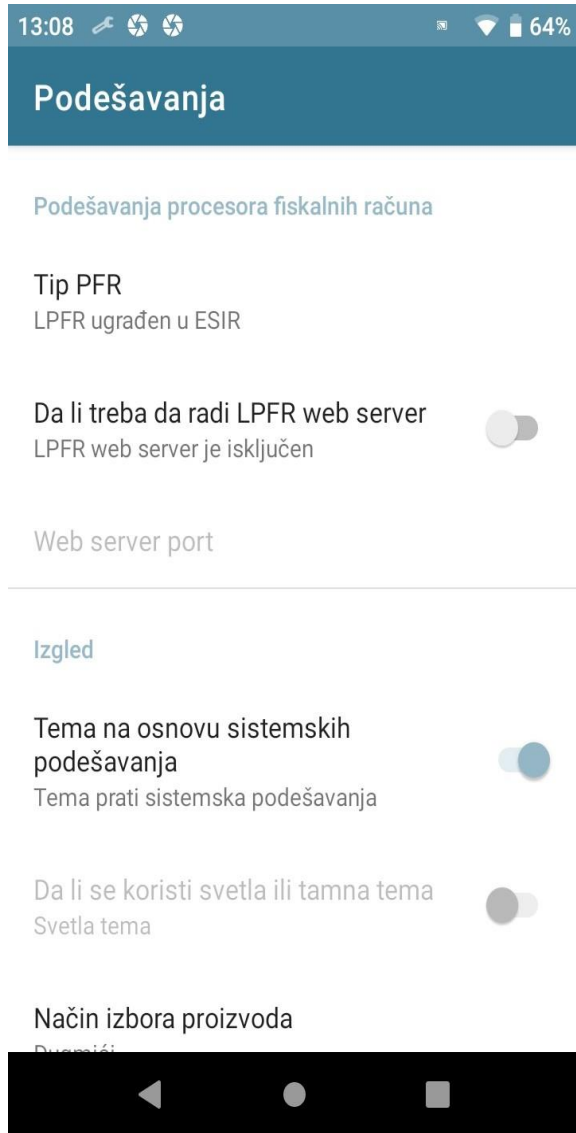 13:08
64%
Podešavanja
Podešavanja procesora fiskalnih računa
Tip PFR
LPFR ugrađen u ESIR
Da li treba da radi LPFR web server
LPFR web server je isključen
Web server port
Izgled
Tema na osnovu sistemskih
podešavanja
Tema prati sistemska podešavanja
Da li se koristi svetla ili tamna tema
Svetla tema
Način izbora proizvoda